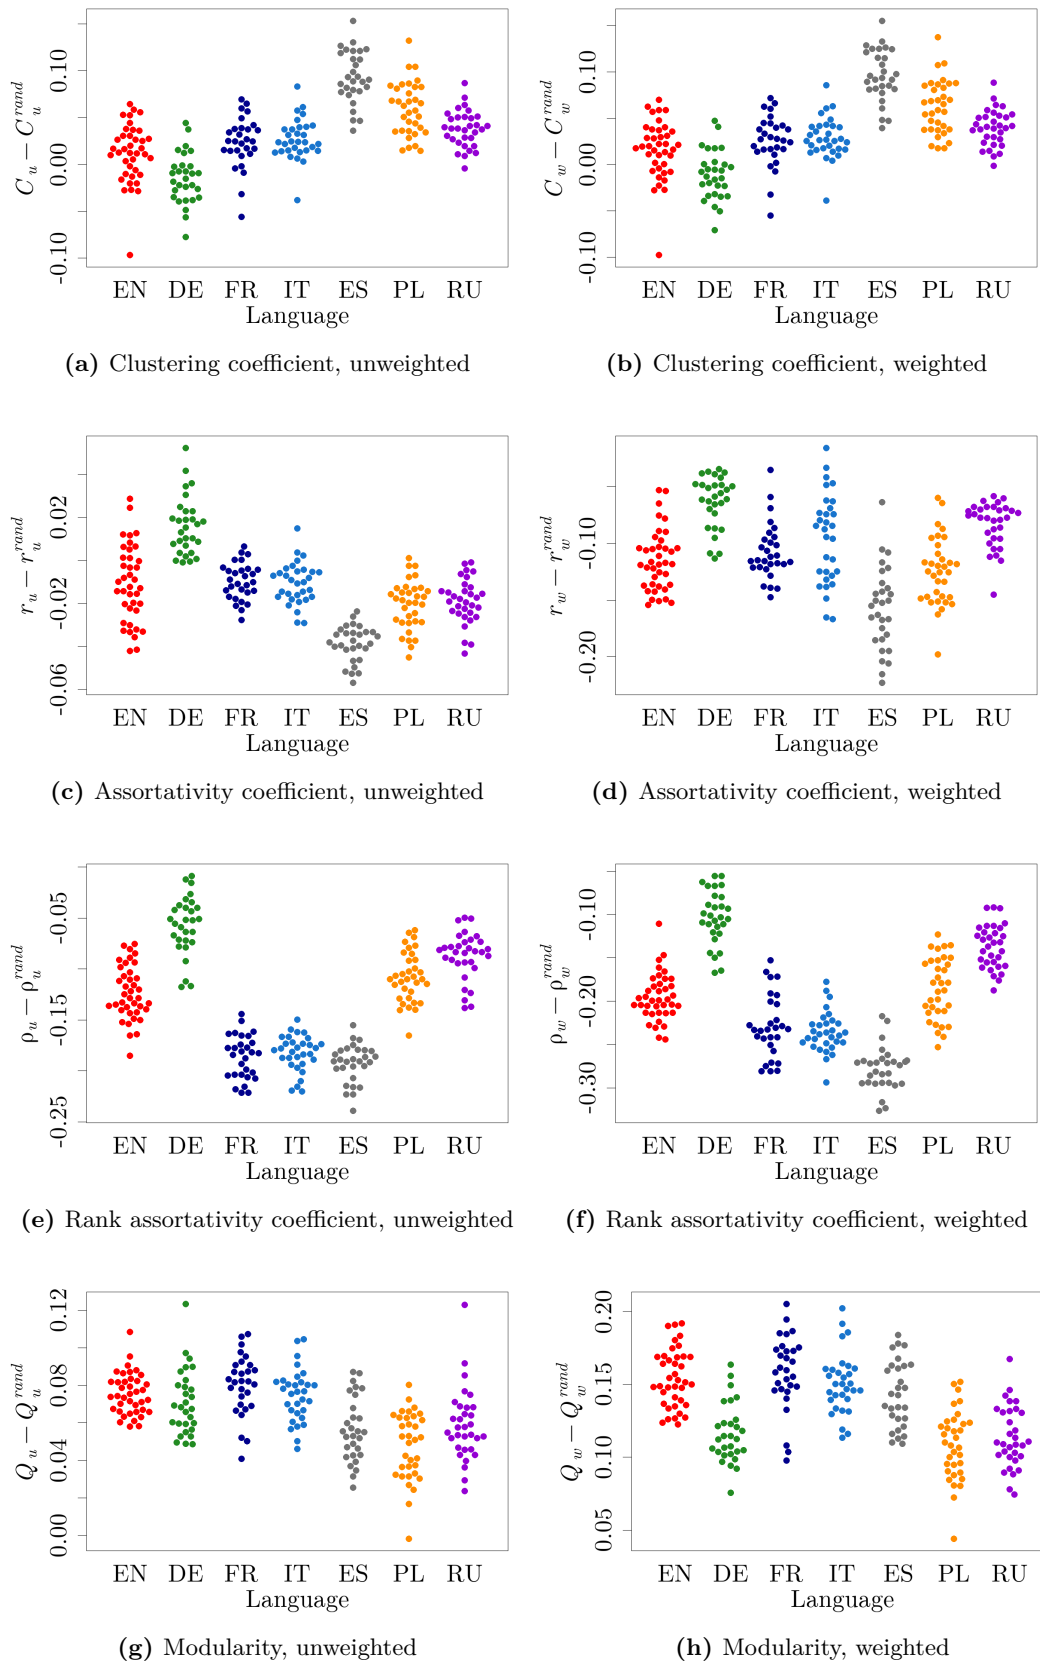 C_u − C_u^rand
0.10
0.00
-0.10
EN DE FR IT ES PL RU
Language
(a) Clustering coefficient, unweighted
C_w − C_w^rand
0.10
0.00
-0.10
EN DE FR IT ES PL RU
Language
(b) Clustering coefficient, weighted
r_u − r_u^rand
0.02
-0.02
-0.06
EN DE FR IT ES PL RU
Language
(c) Assortativity coefficient, unweighted
r_w − r_w^rand
-0.10
-0.20
EN DE FR IT ES PL RU
Language
(d) Assortativity coefficient, weighted
ρ_u − ρ_u^rand
-0.05
-0.15
-0.25
EN DE FR IT ES PL RU
Language
(e) Rank assortativity coefficient, unweighted
ρ_w − ρ_w^rand
-0.10
-0.20
-0.30
EN DE FR IT ES PL RU
Language
(f) Rank assortativity coefficient, weighted
Q_u − Q_u^rand
0.12
0.08
0.04
0.00
EN DE FR IT ES PL RU
Language
(g) Modularity, unweighted
Q_w − Q_w^rand
0.20
0.15
0.10
0.05
EN DE FR IT ES PL RU
Language
(h) Modularity, weighted